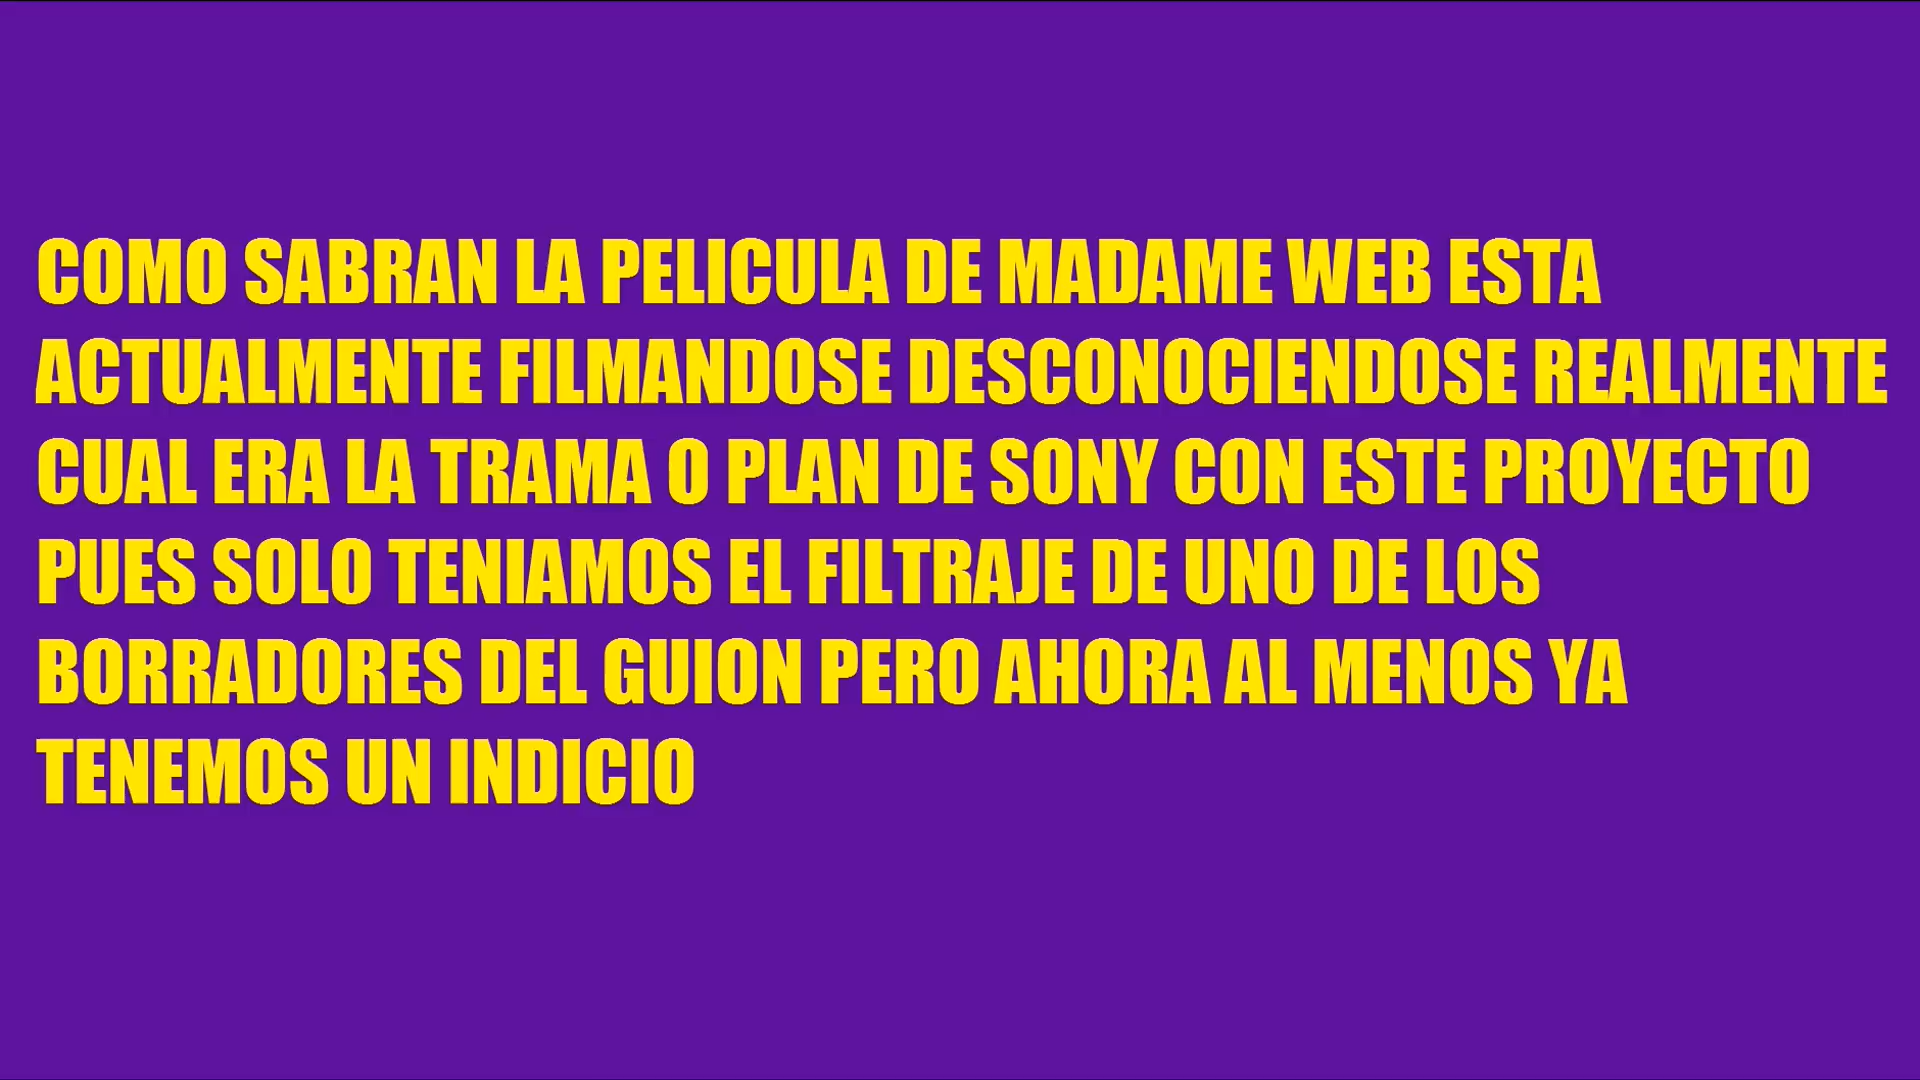 COMO SABRAN LA PELICULA DE MADAME WEB ESTA
ACTUALMENTE FILMANDOSE DESCONOCIENDOSE REALMENTE
CUAL ERA LA TRAMA O PLAN DE SONY CON ESTE PROYECTO
PUES SOLO TENIAMOS EL FILTRAJE DE UNO DE LOS
BORRADORES DEL GUION PERO AHORA AL MENOS YA
TENEMOS UN INDICIO